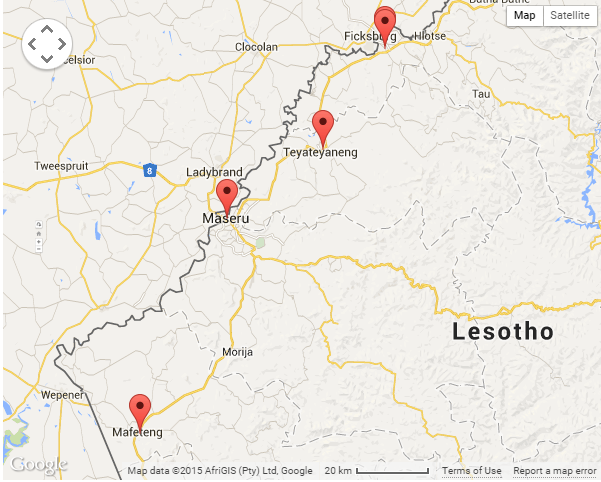 Butha Buthe
Map
Satellite
Ficksburg
Hlotse
Clocolan
Excelsior
Tau
Teyateyaneng
Tweespruit
8
Ladybrand
Maseru
Lesotho
Morija
Wepener
Mafeteng
Google
Map data ©2015 AfriGIS (Pty) Ltd, Google
20 km
Terms of Use
Report a map error